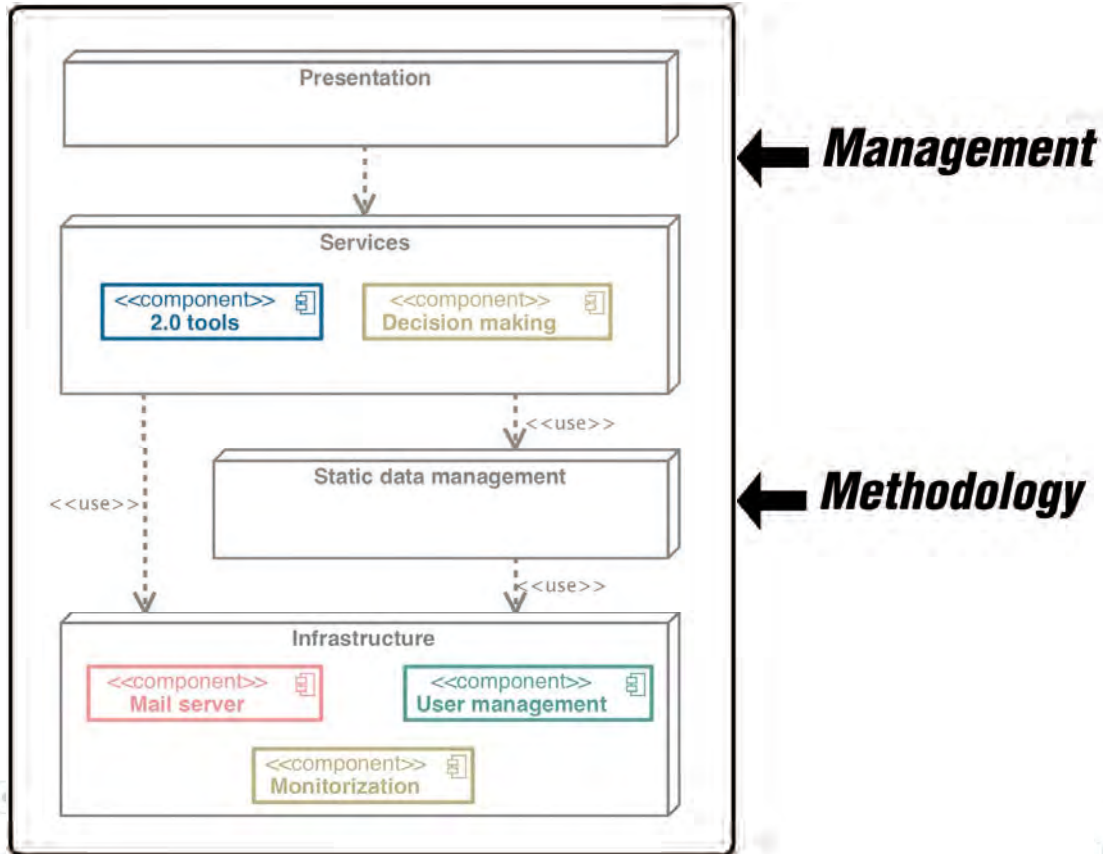 Presentation
Management
Services
<<component>>
2.0 tools
<<component>>
Decision making
<<use>>
Static data management
Methodology
<<use>>
<<use>>
Infrastructure
<<component>>
Mail server
<<component>>
User management
<<component>>
Monitorization